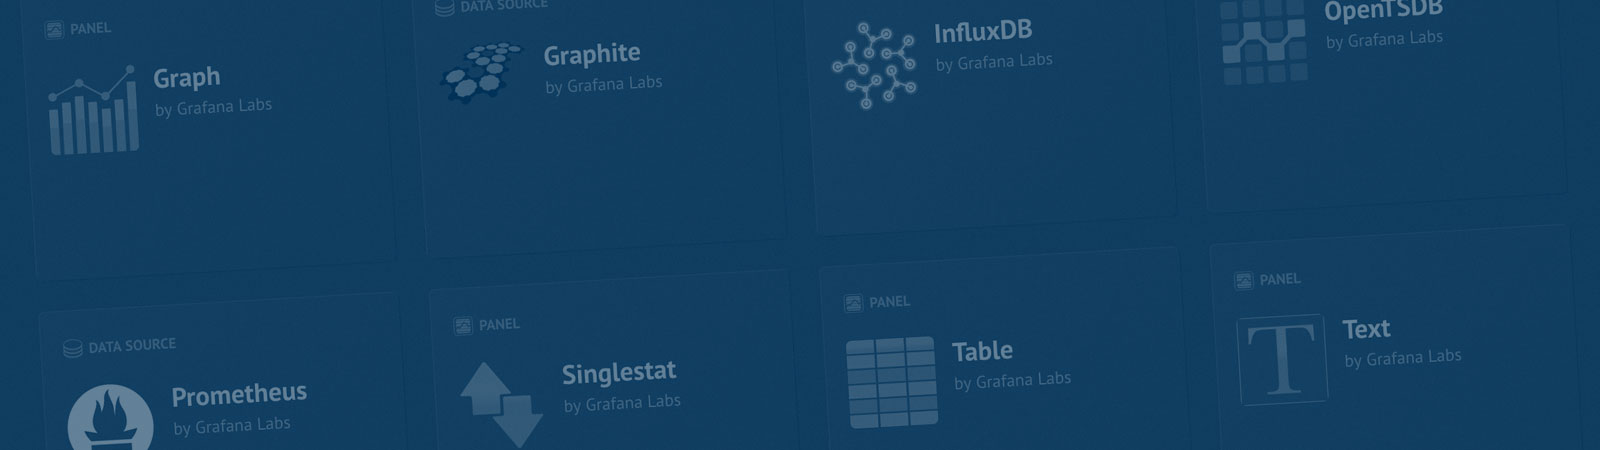 PANEL
Graph
by Grafana Labs
DATA SOURCE
Graphite
by Grafana Labs
InfluxDB
by Grafana Labs
OpenTSDB
by Grafana Labs
DATA SOURCE
Prometheus
by Grafana Labs
PANEL
Singlestat
by Grafana Labs
PANEL
Table
by Grafana Labs
PANEL
Text
by Grafana Labs